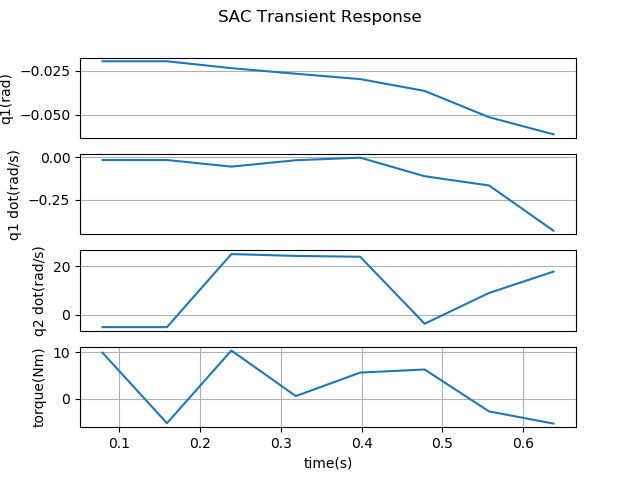 SAC Transient Response
q1(rad)
−0.025
−0.050
q1 dot(rad/s)
0.00
−0.25
q2 dot(rad/s)
20
0
torque(Nm)
10
0
0.1 0.2 0.3 0.4 0.5 0.6
time(s)